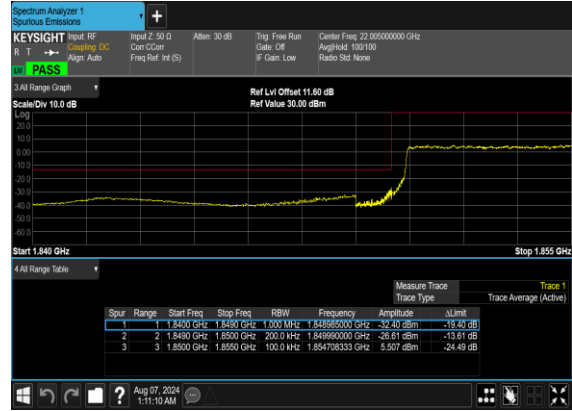 Spectrum Analyzer 1
Spurious Emissions
+
KEYSIGHT Input: RF Input Z: 50 Ω Atten: 30 dB Trig: Free Run Center Freq: 22.005000000 GHz
R T Coupling: DC Corr CCorr Gate: Off Avg|Hold: 100/100
Align: Auto Freq Ref: Int (S) IF Gain: Low Radio Std: None
PASS
3 All Range Graph
Ref Lvl Offset 11.60 dB
Scale/Div 10.0 dB Ref Value 30.00 dBm
Log
20.0
10.0
0.00
-10.0
-20.0
-30.0
-40.0
-50.0
-60.0
Start 1.840 GHz Stop 1.855 GHz
4 All Range Table
Measure Trace Trace 1
Trace Type Trace Average (Active)
Spur Range Start Freq Stop Freq RBW Frequency Amplitude ΔLimit
1 1 1.8400 GHz 1.8490 GHz 1.000 MHz 1.848985000 GHz -32.40 dBm -19.40 dB
2 2 1.8490 GHz 1.8500 GHz 200.0 kHz 1.849990000 GHz -26.61 dBm -13.61 dB
3 3 1.8500 GHz 1.8550 GHz 100.0 kHz 1.854708333 GHz 5.507 dBm -24.49 dB
? Aug 07, 2024
1:11:10 AM